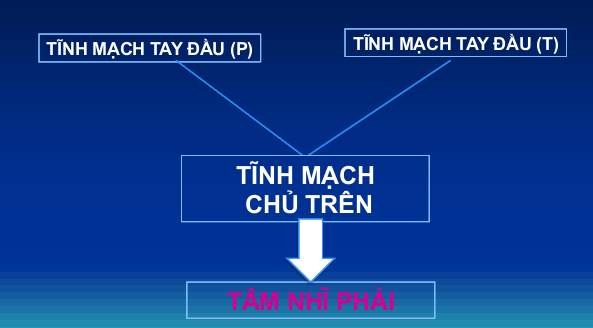 TĨNH MẠCH TAY ĐẦU (P)
TĨNH MẠCH TAY ĐẦU (T)
TĨNH MẠCH
CHỦ TRÊN
TÂM NHĨ PHẢI